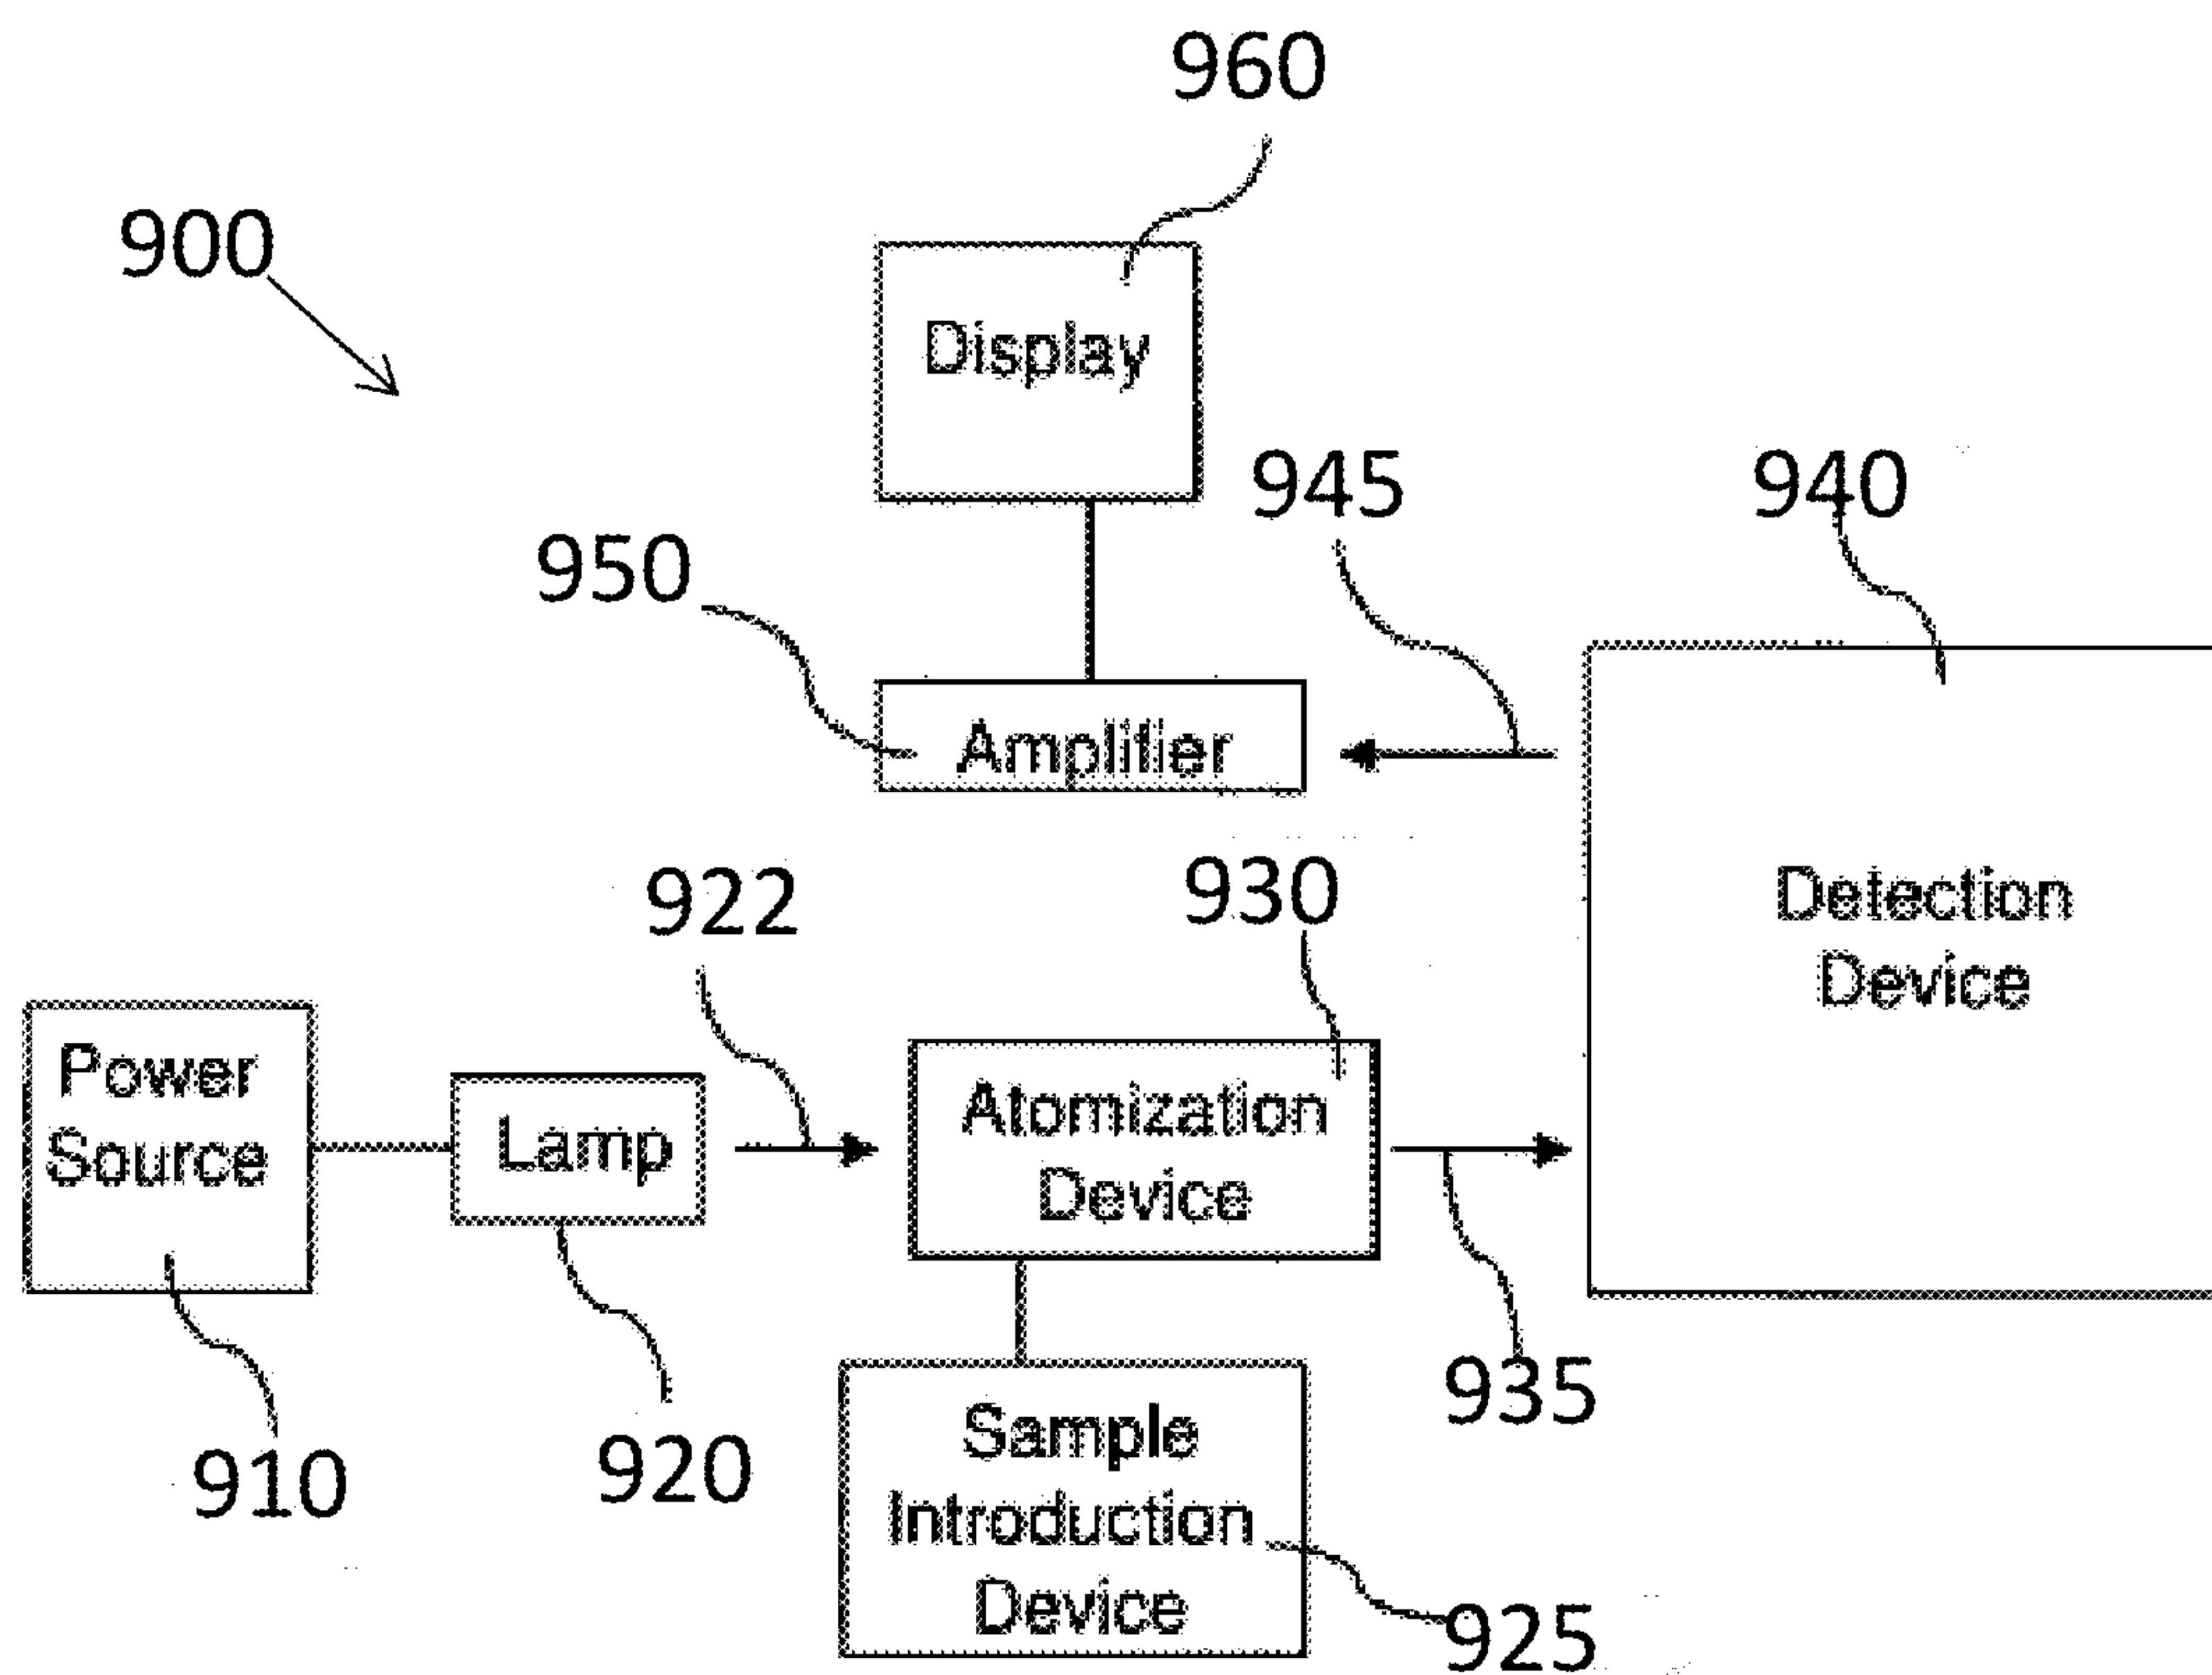 960
900
Display
945
940
950
Amplifier
922
930
Detection
Device
Power
Source
Lamp
Atomization
Device
935
910
920
Sample
Introduction
Device
925